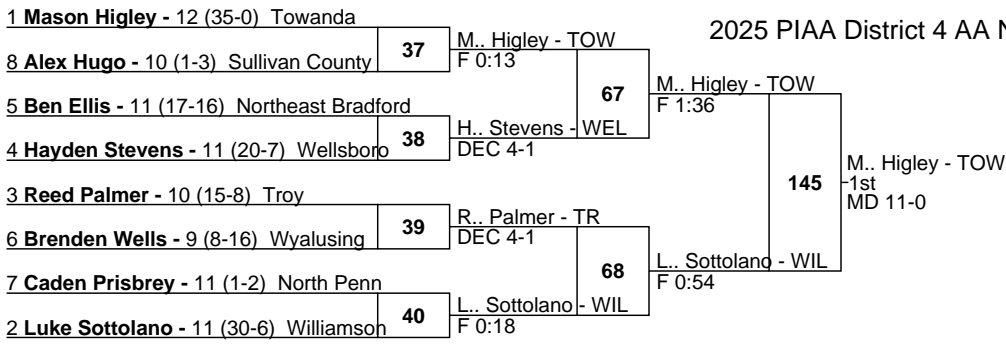 1 Mason Higley - 12 (35-0) Towanda
2025 PIAA District 4 AA N
37
M.. Higley - TOW
F 0:13
8 Alex Hugo - 10 (1-3) Sullivan County
67
M.. Higley - TOW
F 1:36
5 Ben Ellis - 11 (17-16) Northeast Bradford
38
H.. Stevens - WEL
DEC 4-1
4 Hayden Stevens - 11 (20-7) Wellsboro
145
M.. Higley - TOW
1st
MD 11-0
3 Reed Palmer - 10 (15-8) Troy
39
R.. Palmer - TR
DEC 4-1
6 Brenden Wells - 9 (8-16) Wyalusing
68
L.. Sottolano - WIL
F 0:54
7 Caden Prisbrey - 11 (1-2) North Penn
40
L.. Sottolano - WIL
F 0:18
2 Luke Sottolano - 11 (30-6) Williamson